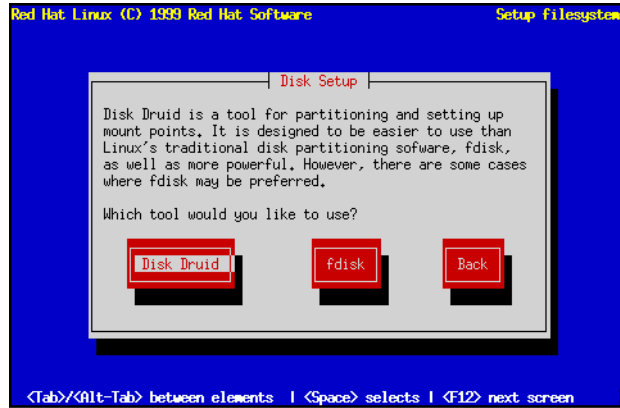 Red Hat Linux (C) 1999 Red Hat Software Setup filesystem
Disk Setup
Disk Druid is a tool for partitioning and setting up
mount points. It is designed to be easier to use than
Linux's traditional disk partitioning sofware, fdisk,
as well as more powerful. However, there are some cases
where fdisk may be preferred.
Which tool would you like to use?
Disk Druid fdisk Back
<Tab>/<Alt-Tab> between elements | <Space> selects | <F12> next screen